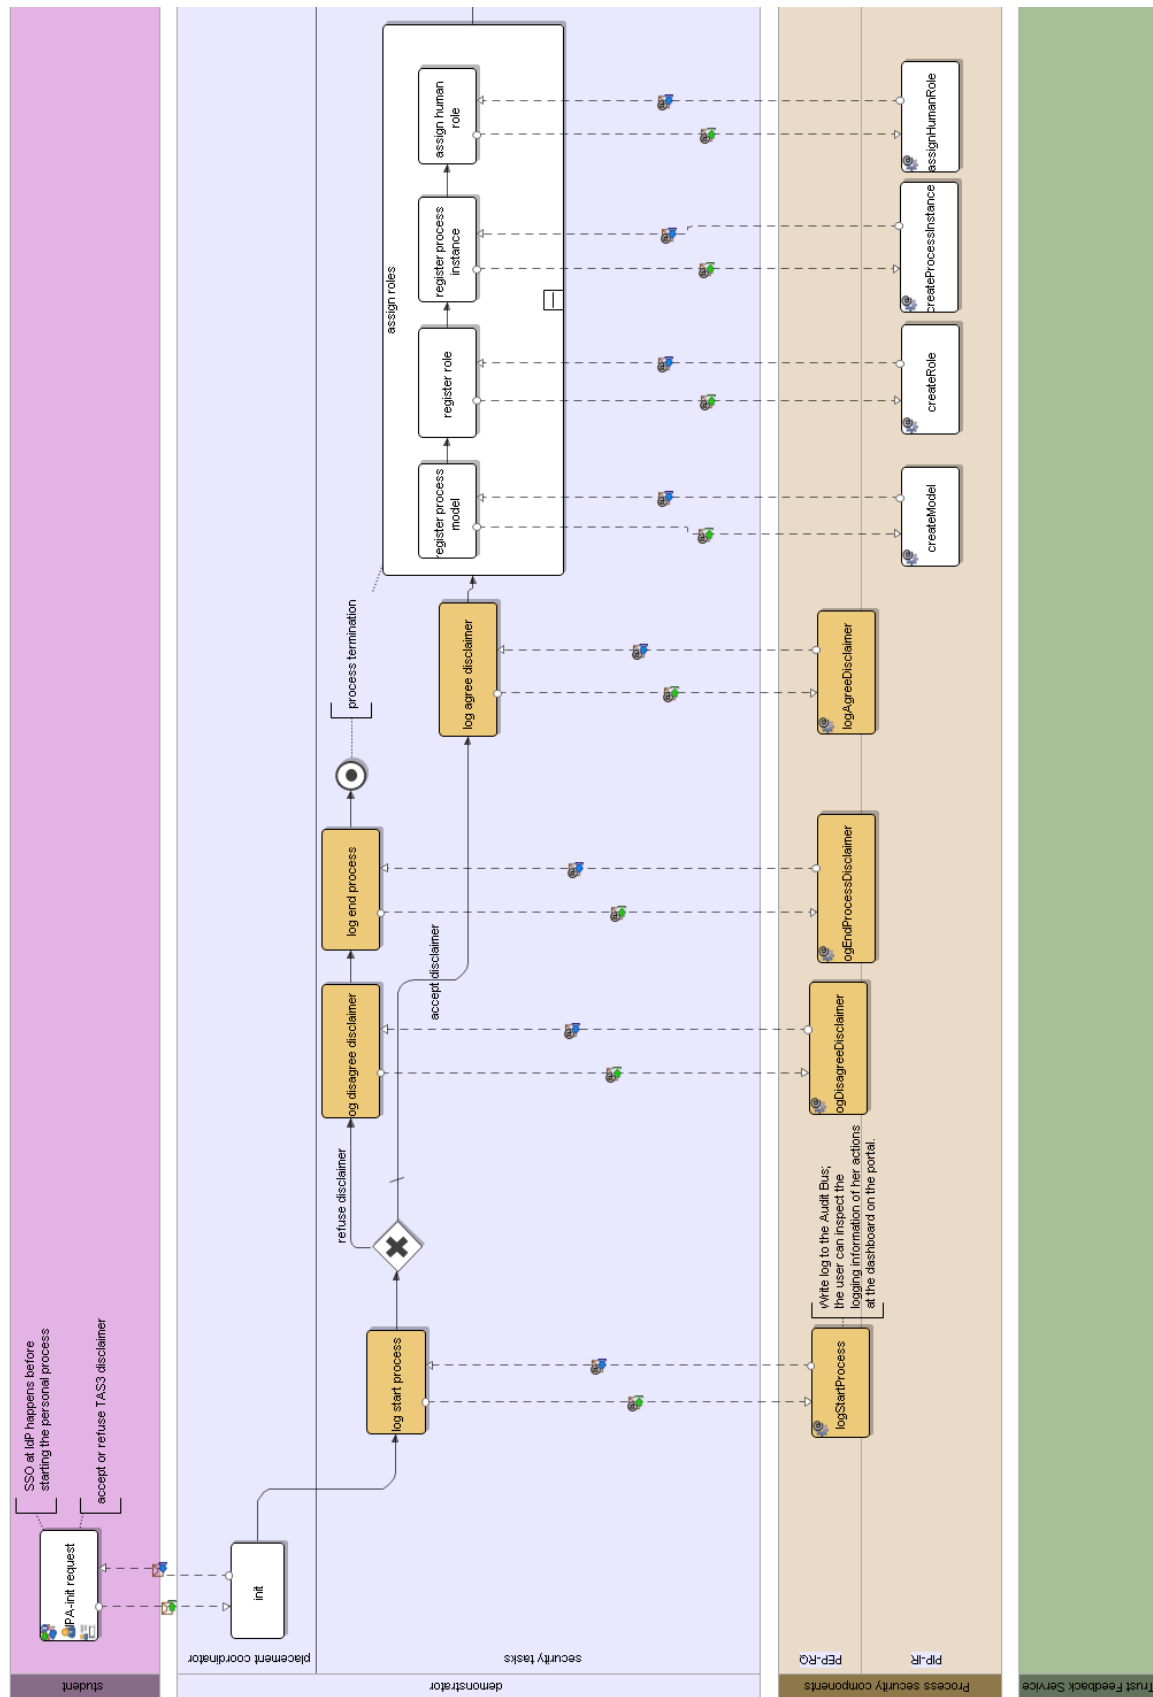 student
IPA-init request
SSO at IdP happens before
starting the personal process
accept or refuse TAS3 disclaimer
demonstrator
placement coordinator
security tasks
init
log start process
refuse disclaimer
accept disclaimer
og disagree disclaimer
log end process
process termination
log agree disclaimer
assign roles
register process
model
register role
register process
instance
assign human
role
Process security components
PEP-RQ
PIP-IR
logStartProcess
Write log to the Audit Bus;
the user can inspect the
logging information of her actions
at the dashboard on the portal.
ogDisagreeDisclaimer
ogEndProcessDisclaimer
logAgreeDisclaimer
createModel
createRole
createProcessInstance
assignHumanRole
Trust Feedback Service